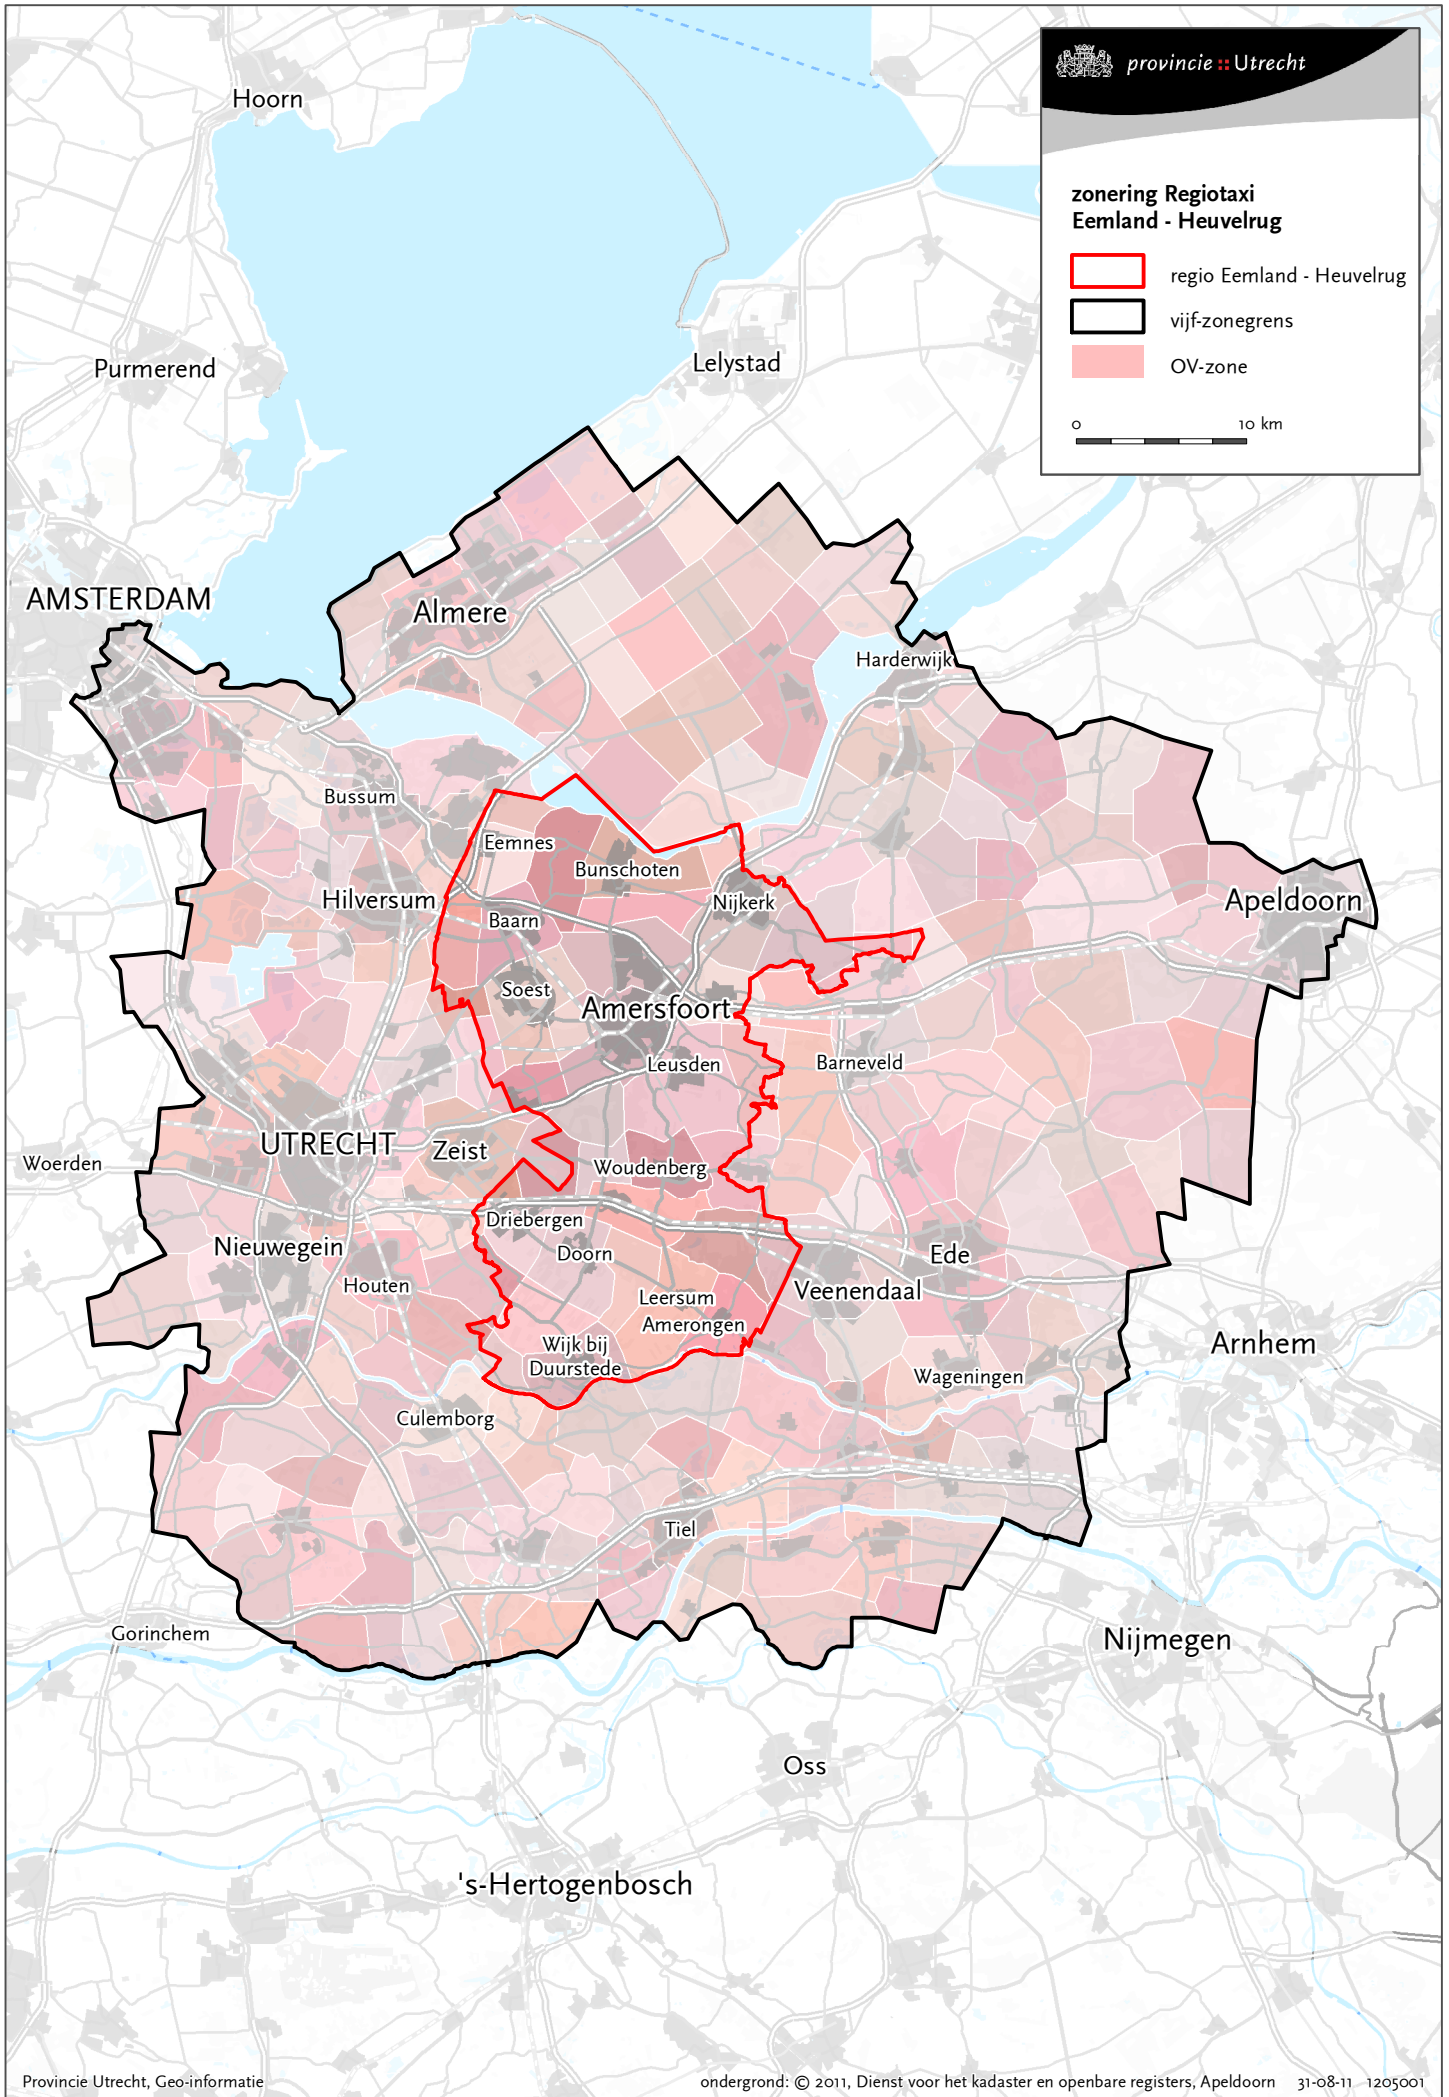 provincie :: Utrecht
zonering Regiotaxi
Eemland - Heuvelrug
regio Eemland - Heuvelrug
vijf-zonegrens
OV-zone
0 10 km
Hoorn
Purmerend
Lelystad
AMSTERDAM
Almere
Harderwijk
Bussum
Eemnes
Bunschoten
Hilversum
Nijkerk
Apeldoorn
Baarn
Soest
Amersfoort
Leusden
Barneveld
UTRECHT
Zeist
Woerden
Woudenberg
Driebergen
Nieuwegein
Doorn
Ede
Houten
Leersum
Veenendaal
Amerongen
Arnhem
Wijk bij
Duurstede
Wageningen
Culemborg
Tiel
Gorinchem
Nijmegen
Oss
's-Hertogenbosch
Provincie Utrecht, Geo-informatie
ondergrond: © 2011, Dienst voor het kadaster en openbare registers, Apeldoorn 31-08-11 1205001